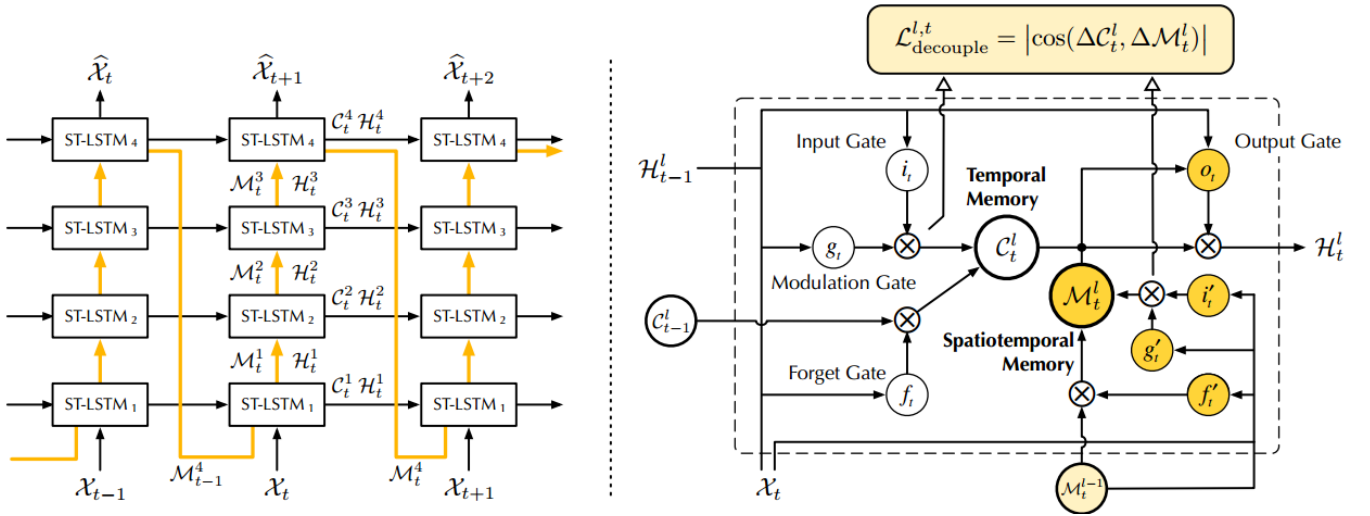 X̂_t X̂_{t+1} X̂_{t+2}
ST-LSTM 4 ST-LSTM 4 C_t^4 H_t^4 ST-LSTM 4
M_t^3 H_t^3
ST-LSTM 3 ST-LSTM 3 C_t^3 H_t^3 ST-LSTM 3
M_t^2 H_t^2
ST-LSTM 2 ST-LSTM 2 C_t^2 H_t^2 ST-LSTM 2
M_t^1 H_t^1
ST-LSTM 1 ST-LSTM 1 C_t^1 H_t^1 ST-LSTM 1
M_{t-1}^4 M_t^4
X_{t-1} X_t X_{t+1}
L_{decouple}^{l,t} = |cos(ΔC_t^l, ΔM_t^l)|
Input Gate
Output Gate
H_{t-1}^l
i_t
o_t
Temporal
Memory
g_t
C_t^l
H_t^l
Modulation Gate
M_t^l
i_t'
C_{t-1}^l
Spatiotemporal
Memory
g_t'
Forget Gate
f_t
f_t'
X_t
M_t^{l-1}